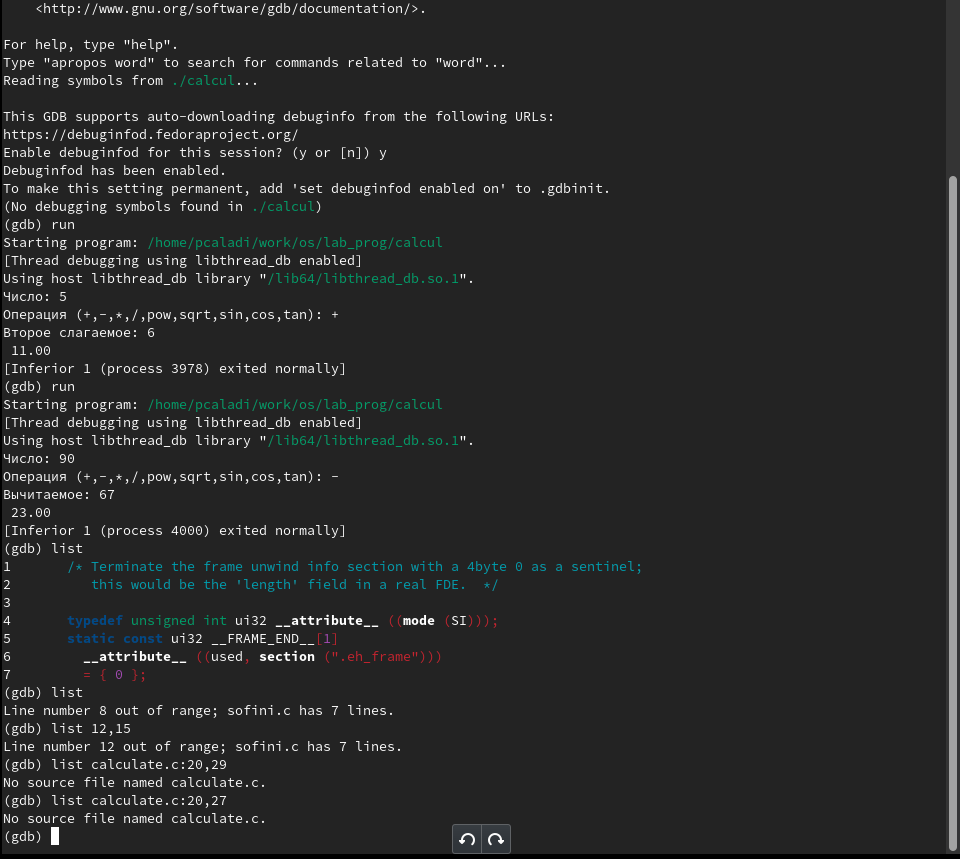 <http://www.gnu.org/software/gdb/documentation/>.
For help, type "help".
Type "apropos word" to search for commands related to "word"...
Reading symbols from ./calcul...
This GDB supports auto-downloading debuginfo from the following URLs:
https://debuginfod.fedoraproject.org/
Enable debuginfod for this session? (y or [n]) y
Debuginfod has been enabled.
To make this setting permanent, add 'set debuginfod enabled on' to .gdbinit.
(No debugging symbols found in ./calcul)
(gdb) run
Starting program: /home/pcaladi/work/os/lab_prog/calcul
[Thread debugging using libthread_db enabled]
Using host libthread_db library "/lib64/libthread_db.so.1".
Число: 5
Операция (+,-,*,/,pow,sqrt,sin,cos,tan): +
Второе слагаемое: 6
11.00
[Inferior 1 (process 3978) exited normally]
(gdb) run
Starting program: /home/pcaladi/work/os/lab_prog/calcul
[Thread debugging using libthread_db enabled]
Using host libthread_db library "/lib64/libthread_db.so.1".
Число: 90
Операция (+,-,*,/,pow,sqrt,sin,cos,tan): -
Вычитаемое: 67
23.00
[Inferior 1 (process 4000) exited normally]
(gdb) list
1 /* Terminate the frame unwind info section with a 4byte 0 as a sentinel;
2 this would be the 'length' field in a real FDE.  */
3
4 typedef unsigned int ui32 __attribute__ ((mode (SI)));
5 static const ui32 __FRAME_END__[1]
6 __attribute__ ((used, section (".eh_frame")))
7 = { 0 };
(gdb) list
Line number 8 out of range; sofini.c has 7 lines.
(gdb) list 12,15
Line number 12 out of range; sofini.c has 7 lines.
(gdb) list calculate.c:20,29
No source file named calculate.c.
(gdb) list calculate.c:20,27
No source file named calculate.c.
(gdb)